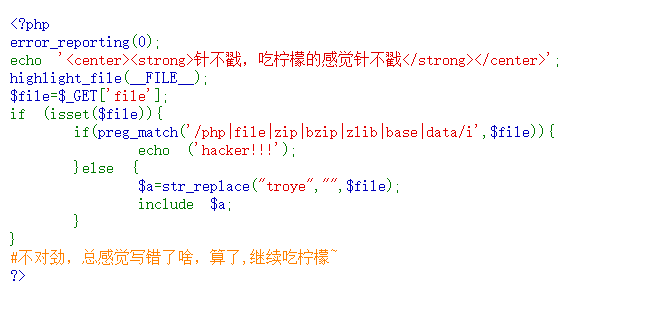 <?php
error_reporting(0);
echo '<center><strong>针不戳，吃柠檬的感觉针不戳</strong></center>';
highlight_file(__FILE__);
$file=$_GET['file'];
if (isset($file)){
        if(preg_match('/php|file|zip|bzip|zlib|base|data/i',$file)){
                echo ('hacker!!!');
        }else {
                $a=str_replace("troye","",$file);
                include $a;
        }
}
#不对劲，总感觉写错了啥，算了,继续吃柠檬~
?>